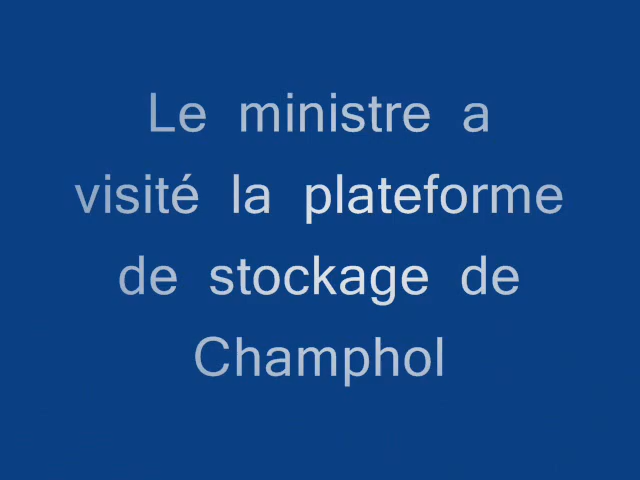 Le ministre a
visité la plateforme
de stockage de
Champhol